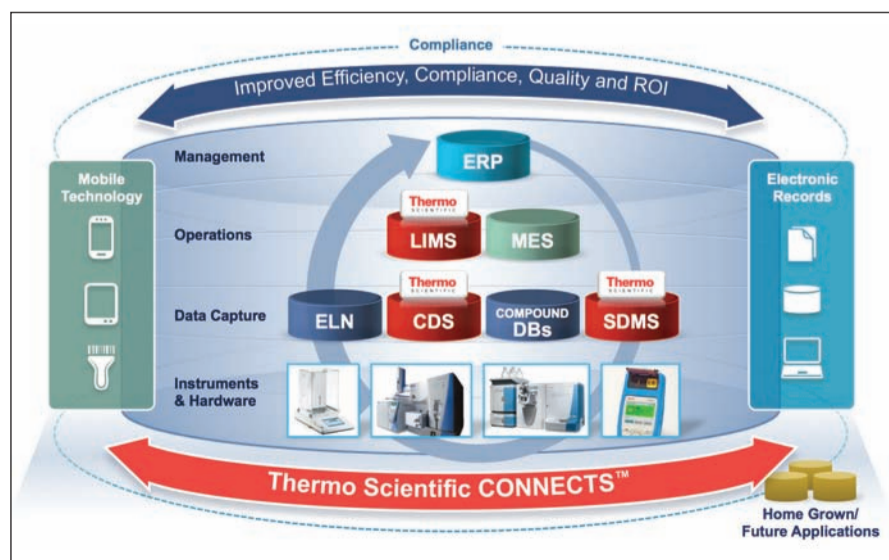 Compliance
Improved Efficiency, Compliance, Quality and ROI
Management
ERP
Mobile
Technology
Electronic
Records
Operations
Thermo
SCIENTIFIC
LIMS
MES
Data Capture
ELN
Thermo
SCIENTIFIC
CDS
COMPOUND
DBs
Thermo
SCIENTIFIC
SDMS
Instruments
& Hardware
Thermo Scientific CONNECTS™
Home Grown/
Future Applications